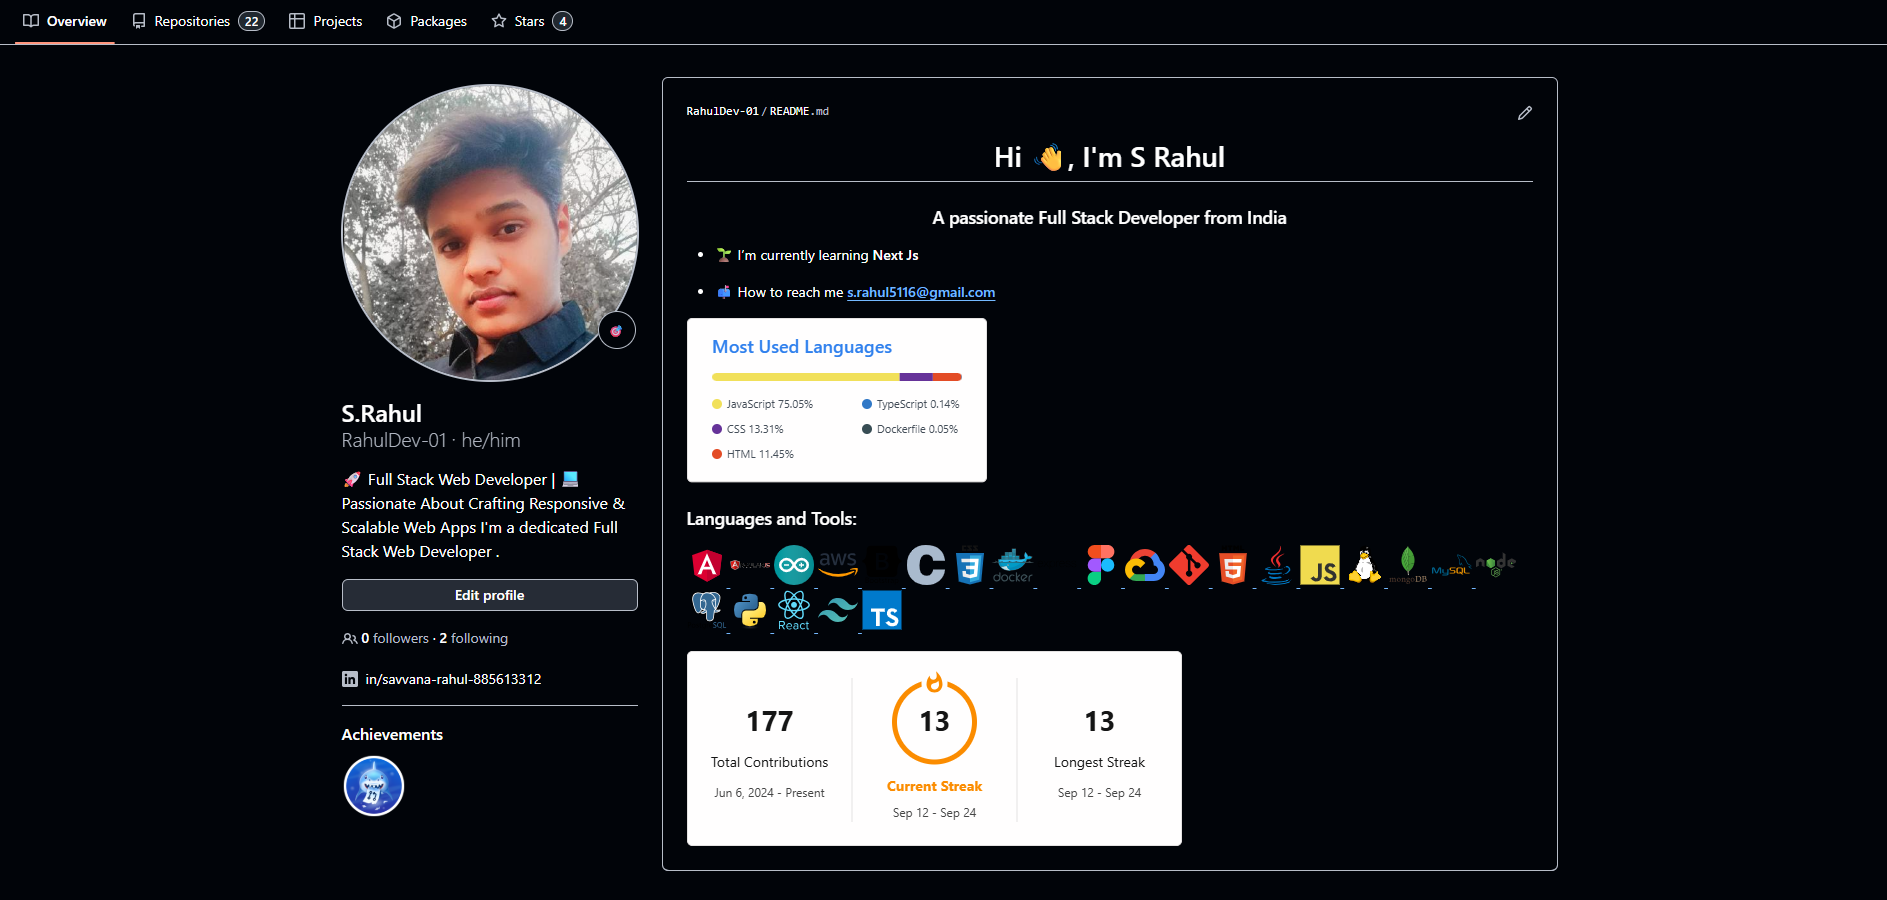 Overview
Repositories 22
Projects
Packages
Stars 4
S.Rahul
RahulDev-01 · he/him
🚀 Full Stack Web Developer | 💻
Passionate About Crafting Responsive &
Scalable Web Apps I'm a dedicated Full
Stack Web Developer .
Edit profile
0 followers · 2 following
in/savvana-rahul-885613312
Achievements
RahulDev-01 / README.md
Hi 👋, I'm S Rahul
A passionate Full Stack Developer from India
🌱 I'm currently learning Next Js
📫 How to reach me s.rahul5116@gmail.com
Most Used Languages
JavaScript 75.05%
CSS 13.31%
HTML 11.45%
TypeScript 0.14%
Dockerfile 0.05%
Languages and Tools:
A
aws
B
C
CSS
3
docker
5
Java
JS
mongoDB
MySQL
node
JS
SQL
React
TS
177
Total Contributions
Jun 6, 2024 - Present
13
Current Streak
Sep 12 - Sep 24
13
Longest Streak
Sep 12 - Sep 24